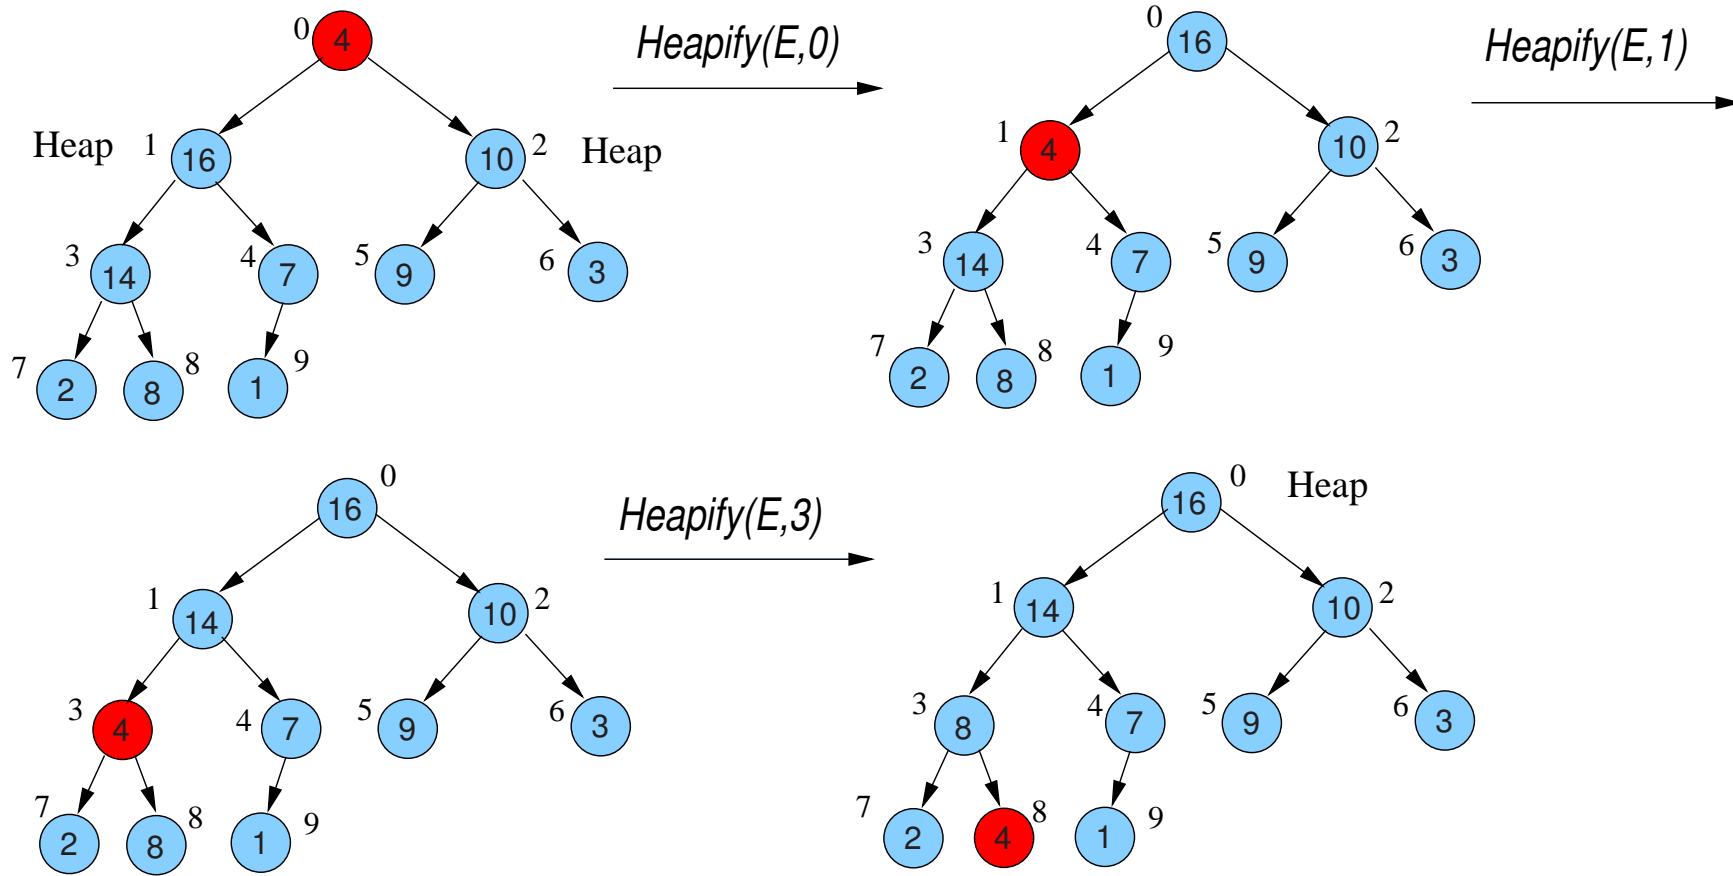 0 4 Heapify(E,0) 0 16 Heapify(E,1)
Heap 1 16 10 2 Heap 1 4 10 2
3 14 4 7 5 9 6 3 3 14 4 7 5 9 6 3
7 2 8 8 1 9 7 2 8 8 1 9
16 0 Heapify(E,3) 16 0 Heap
1 14 10 2 1 14 10 2
3 4 4 7 5 9 6 3 3 8 4 7 5 9 6 3
7 2 8 8 1 9 7 2 4 8 1 9